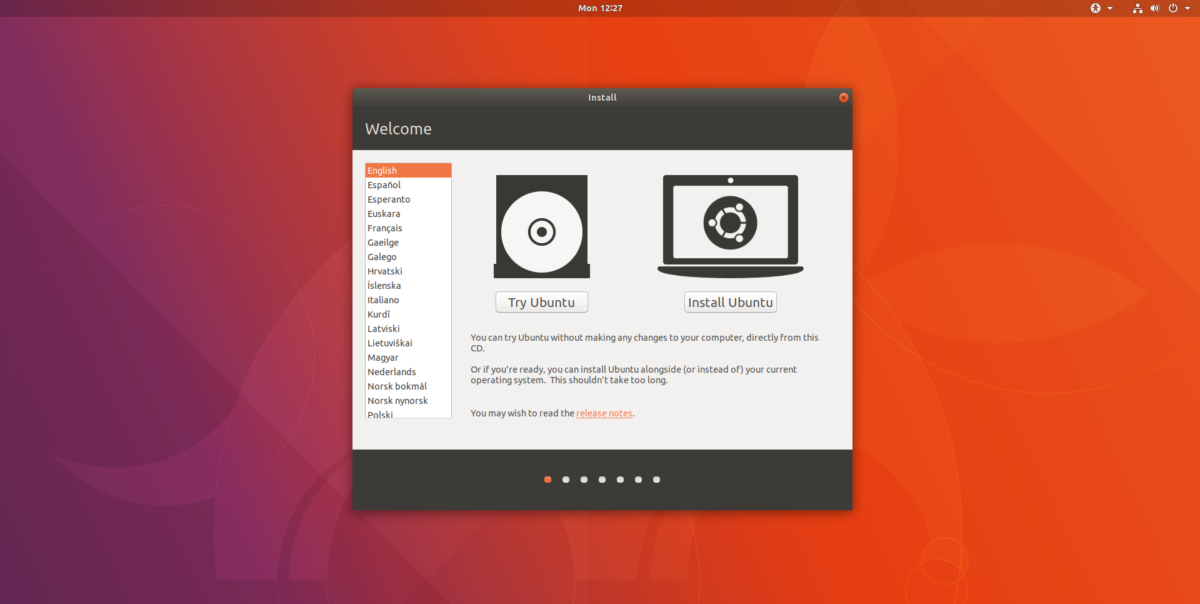 Mon 12:27
Install
Welcome
English
Español
Esperanto
Euskara
Français
Gaeilge
Galego
Hrvatski
Íslenska
Italiano
Kurdî
Latviski
Lietuviškai
Magyar
Nederlands
Norsk bokmål
Norsk nynorsk
Polski
Try Ubuntu
Install Ubuntu
You can try Ubuntu without making any changes to your computer, directly from this
CD.
Or if you're ready, you can install Ubuntu alongside (or instead of) your current
operating system.  This shouldn't take too long.
You may wish to read the release notes.